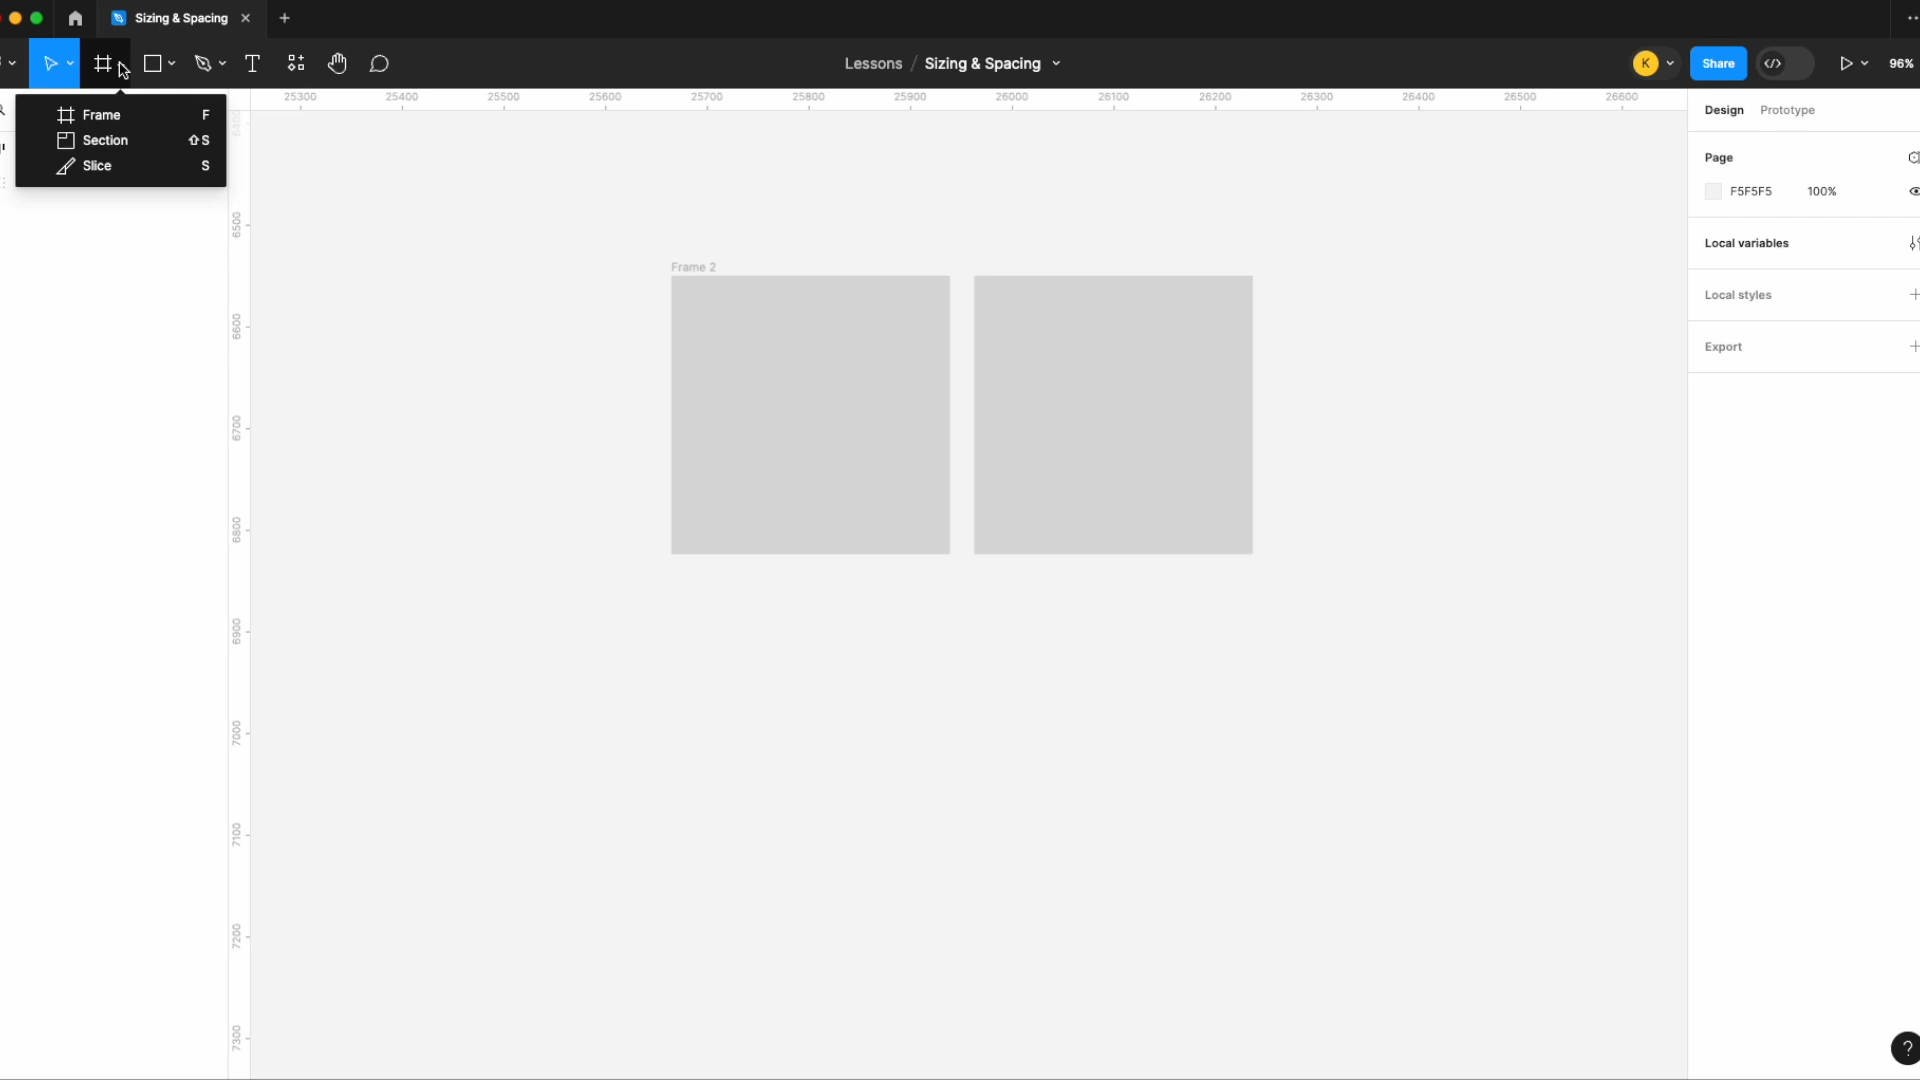 Sizing & Spacing
Lessons / Sizing & Spacing
K
Share
96%
Frame F
Section ⇧S
Slice S
25300 25400 25500 25600 25700 25800 25900 26000 26100 26200 26300 26400 26500 26600
6500
6600
6700
6800
6900
7000
7100
7200
7300
Frame 2
Design Prototype
Page
F5F5F5 100%
Local variables
Local styles
Export
?